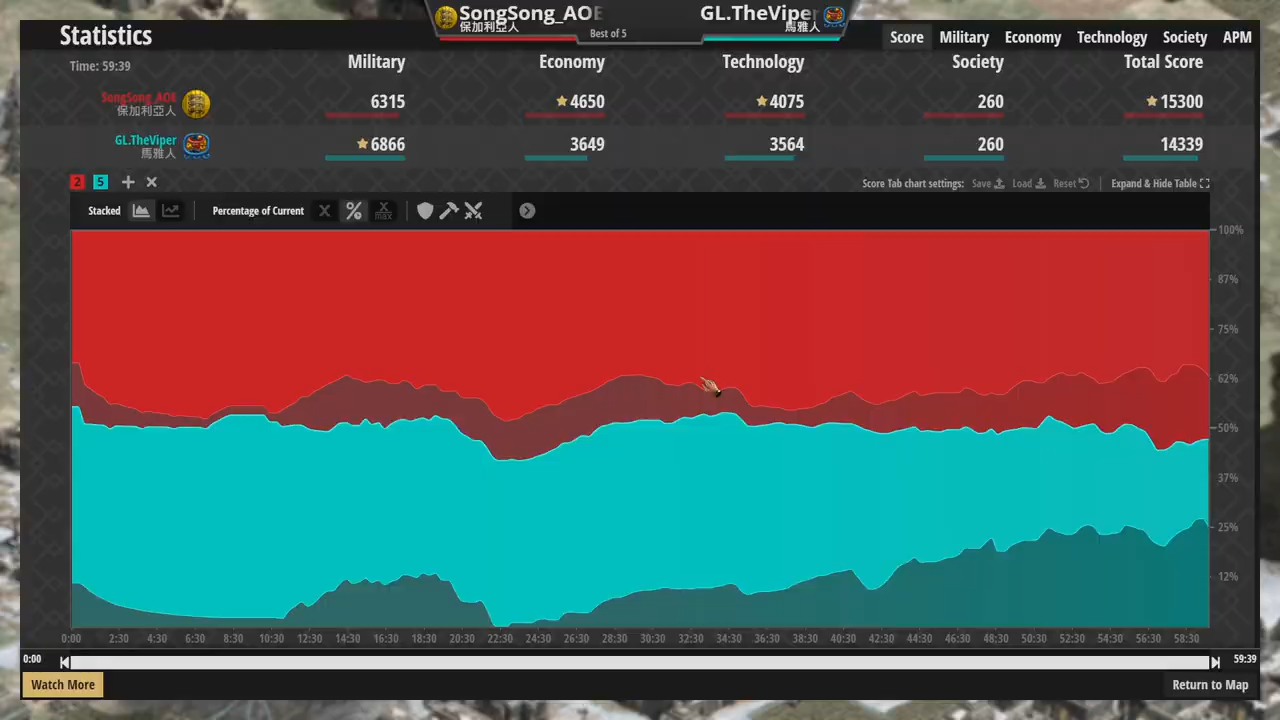 SongSong_AOE
保加利亞人
GL.TheViper
馬雅人
Best of 5
Statistics
Score Military Economy Technology Society APM
Time: 59:39
Military Economy Technology Society Total Score
SongSong_AOE
保加利亞人
6315 4650 4075 260 15300
GL.TheViper
馬雅人
6866 3649 3564 260 14339
2 5
Score Tab chart settings: Save Load Reset Expand & Hide Table
Stacked Percentage of Current X % X max
100%
87%
75%
62%
50%
37%
25%
12%
0:00 2:30 4:30 6:30 8:30 10:30 12:30 14:30 16:30 18:30 20:30 22:30 24:30 26:30 28:30 30:30 32:30 34:30 36:30 38:30 40:30 42:30 44:30 46:30 48:30 50:30 52:30 54:30 56:30 58:30
0:00 59:39
Watch More Return to Map